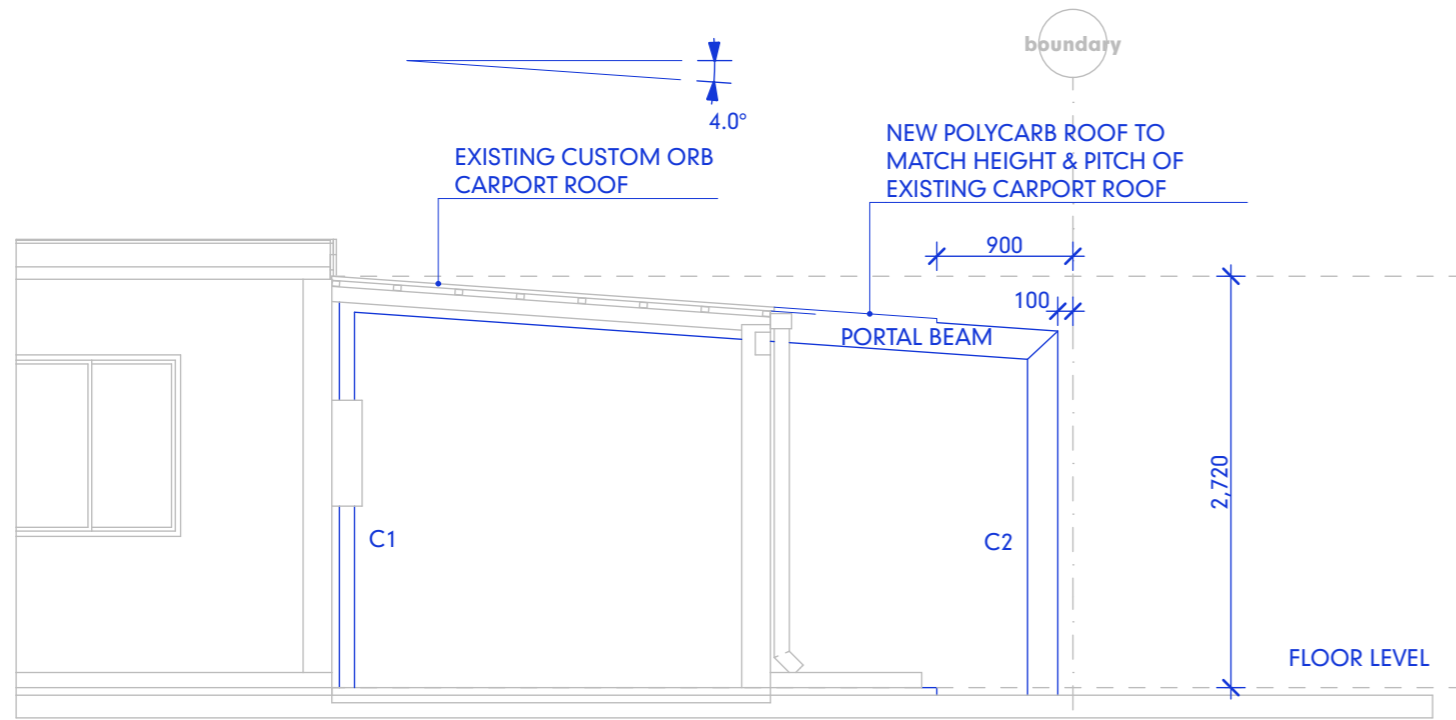 boundary
4.0°
NEW POLYCARB ROOF TO
MATCH HEIGHT & PITCH OF
EXISTING CARPORT ROOF
EXISTING CUSTOM ORB
CARPORT ROOF
900
100
PORTAL BEAM
2,720
C1
C2
FLOOR LEVEL